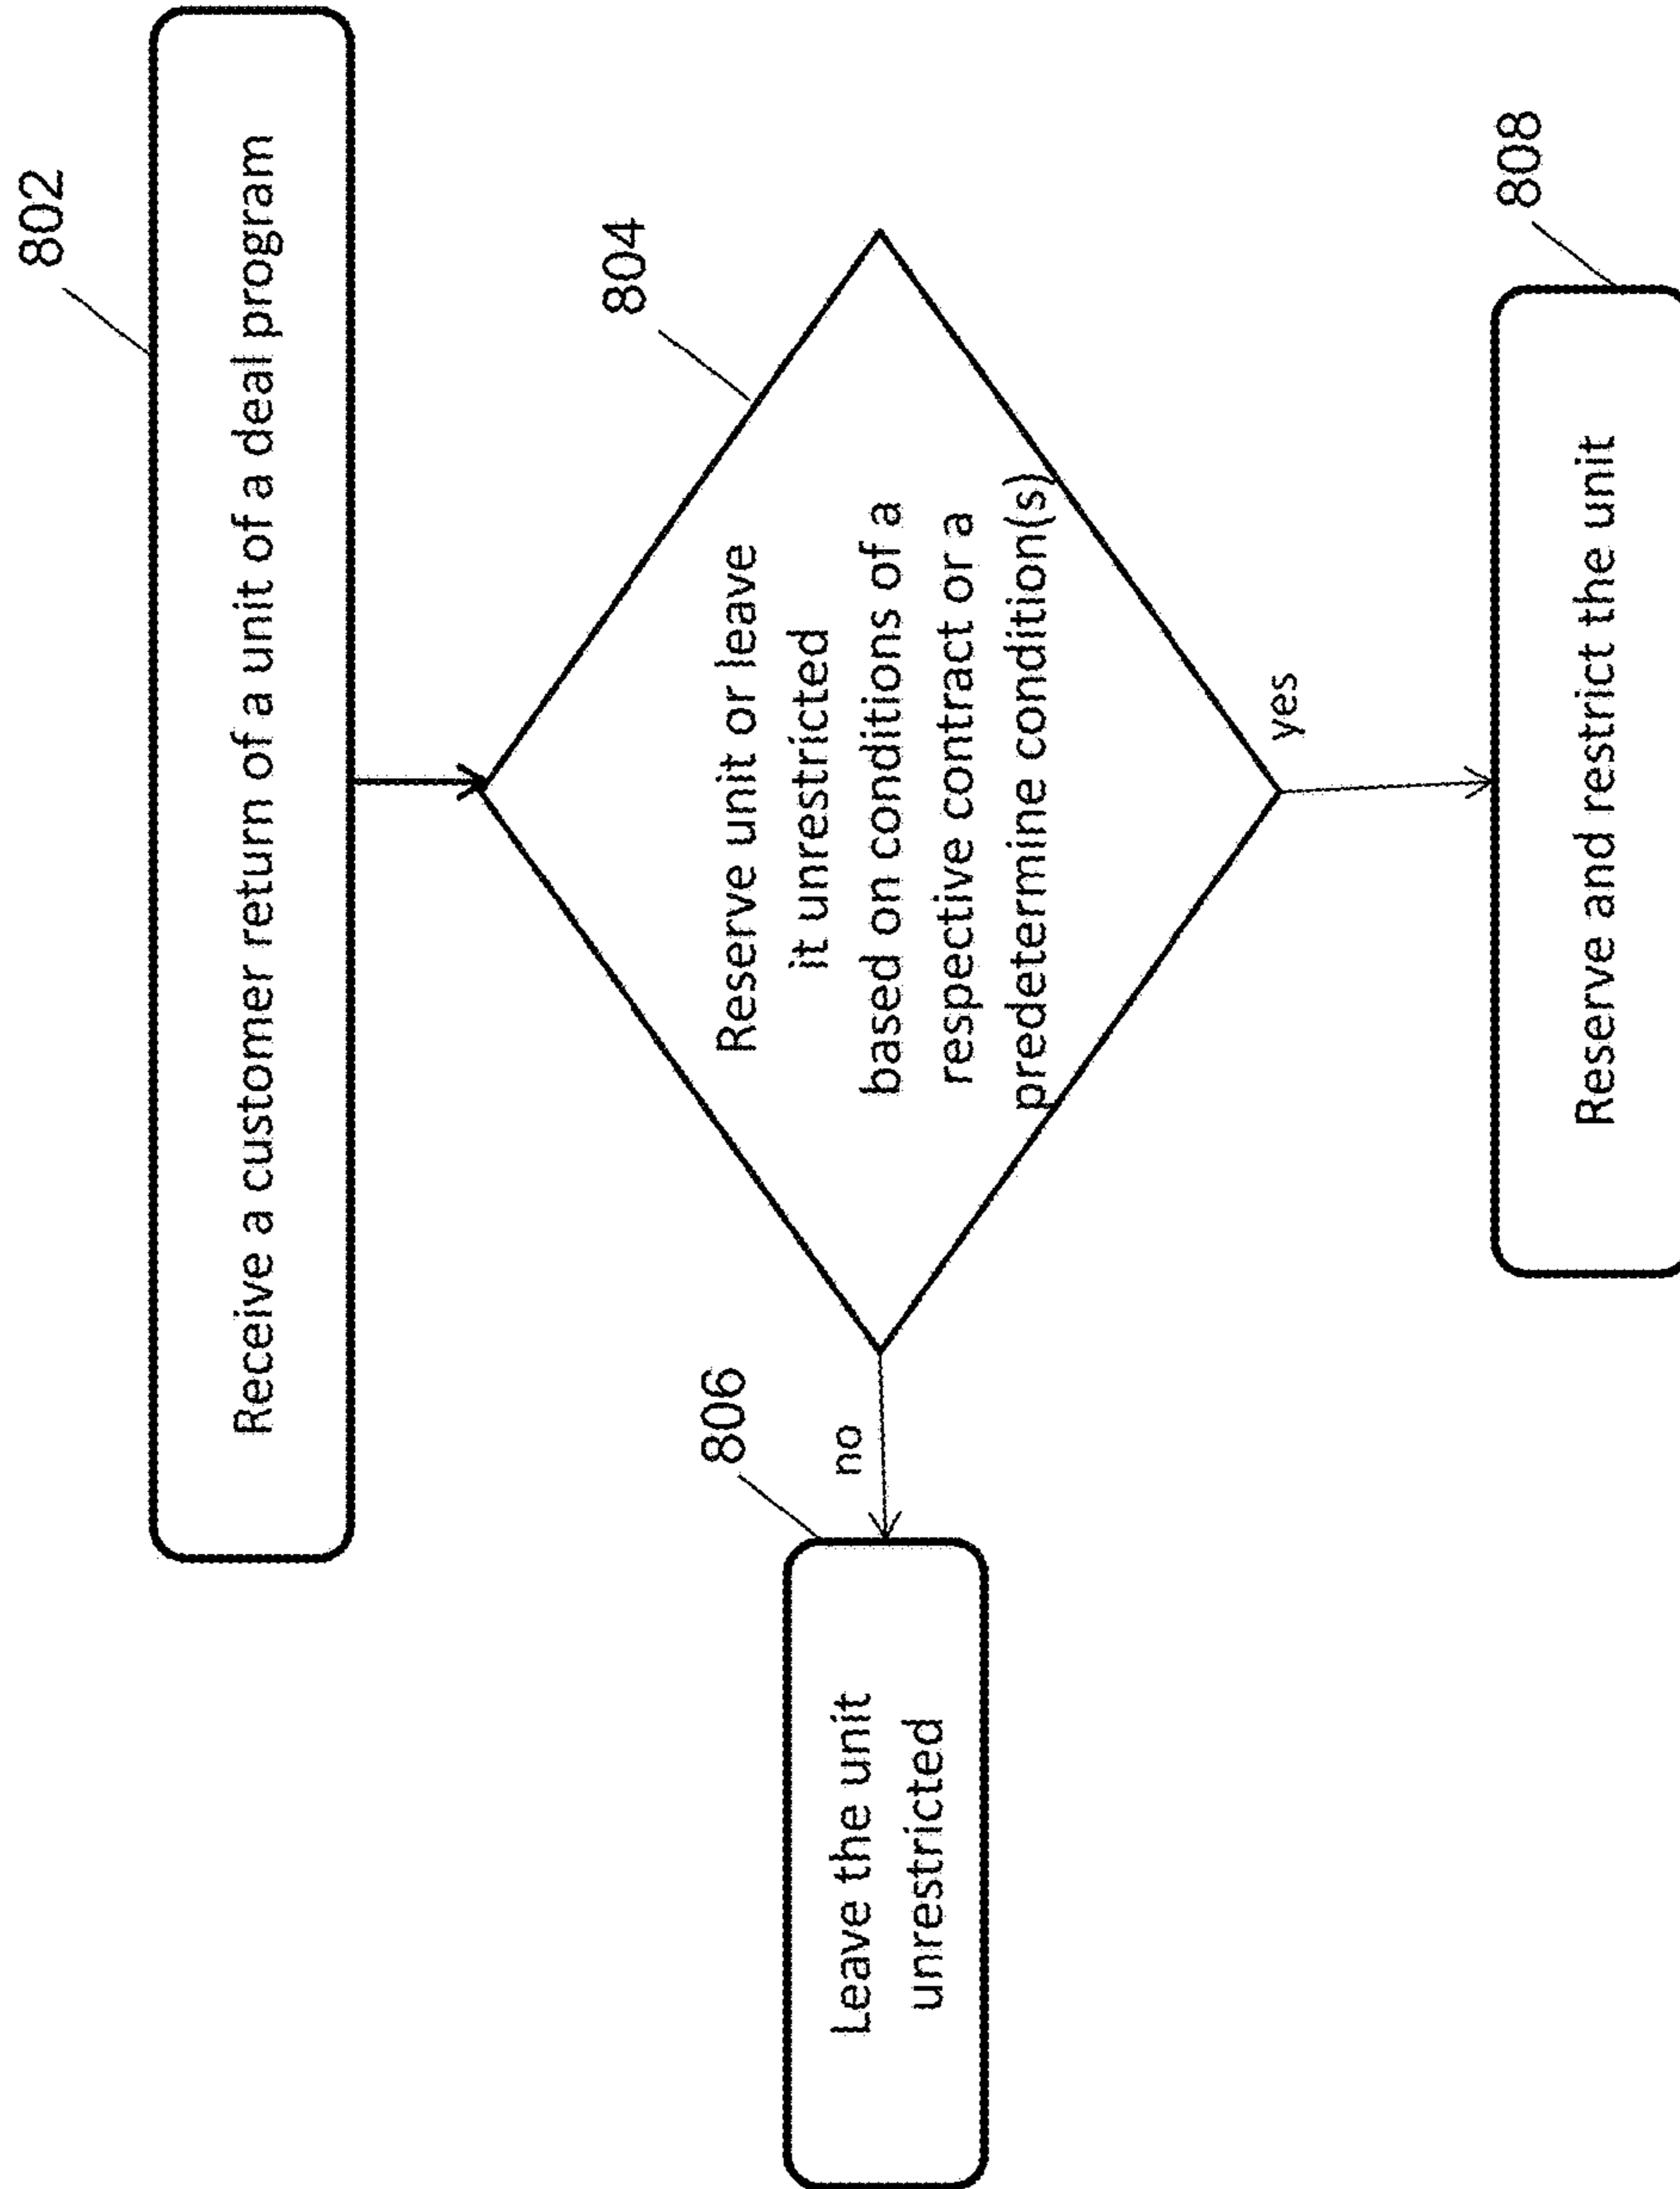 802
Receive a customer return of a unit of a deal program
804
Reserve unit or leave
it unrestricted
based on conditions of a
respective contract or a
predetermine condition(s)
806
no
Leave the unit
unrestricted
yes
808
Reserve and restrict the unit